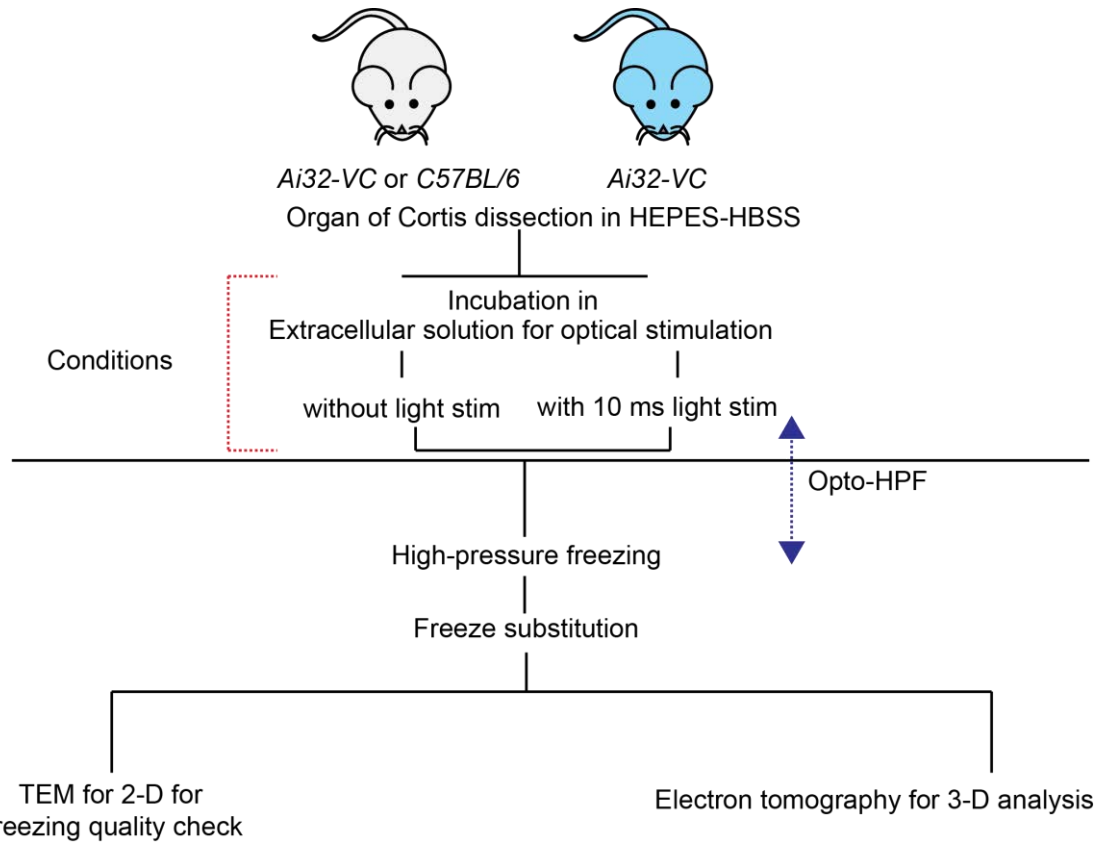 Ai32-VC or C57BL/6
Ai32-VC
Organ of Cortis dissection in HEPES-HBSS
Incubation in
Extracellular solution for optical stimulation
Conditions
without light stim
with 10 ms light stim
Opto-HPF
High-pressure freezing
Freeze substitution
TEM for 2-D for
reezing quality check
Electron tomography for 3-D analysis